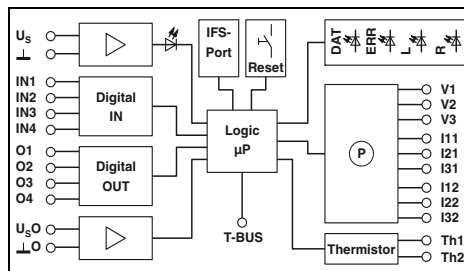 Us
⊥
IN1
IN2
IN3
IN4
Digital
IN
O1
O2
O3
O4
Digital
OUT
UsO
⊥O
IFS-
Port
Reset
Logic
µP
T-BUS
DAT
ERR
L
R
P
V1
V2
V3
I11
I21
I31
I12
I22
I32
Thermistor
Th1
Th2